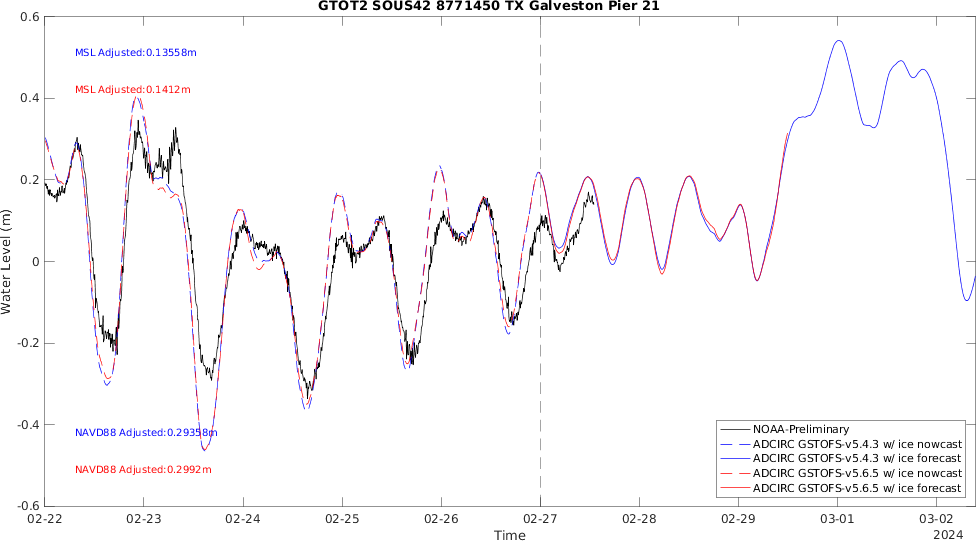 GTOT2 SOUS42 8771450 TX Galveston Pier 21
0.6
MSL Adjusted:0.13558m
MSL Adjusted:0.1412m
0.4
0.2
0
-0.2
-0.4
-0.6
Water Level (m)
NAVD88 Adjusted:0.29358m
NAVD88 Adjusted:0.2992m
NOAA-Preliminary
ADCIRC GSTOFS-v5.4.3 w/ ice nowcast
ADCIRC GSTOFS-v5.4.3 w/ ice forecast
ADCIRC GSTOFS-v5.6.5 w/ ice nowcast
ADCIRC GSTOFS-v5.6.5 w/ ice forecast
02-22 02-23 02-24 02-25 02-26 02-27 02-28 02-29 03-01 03-02
Time
2024